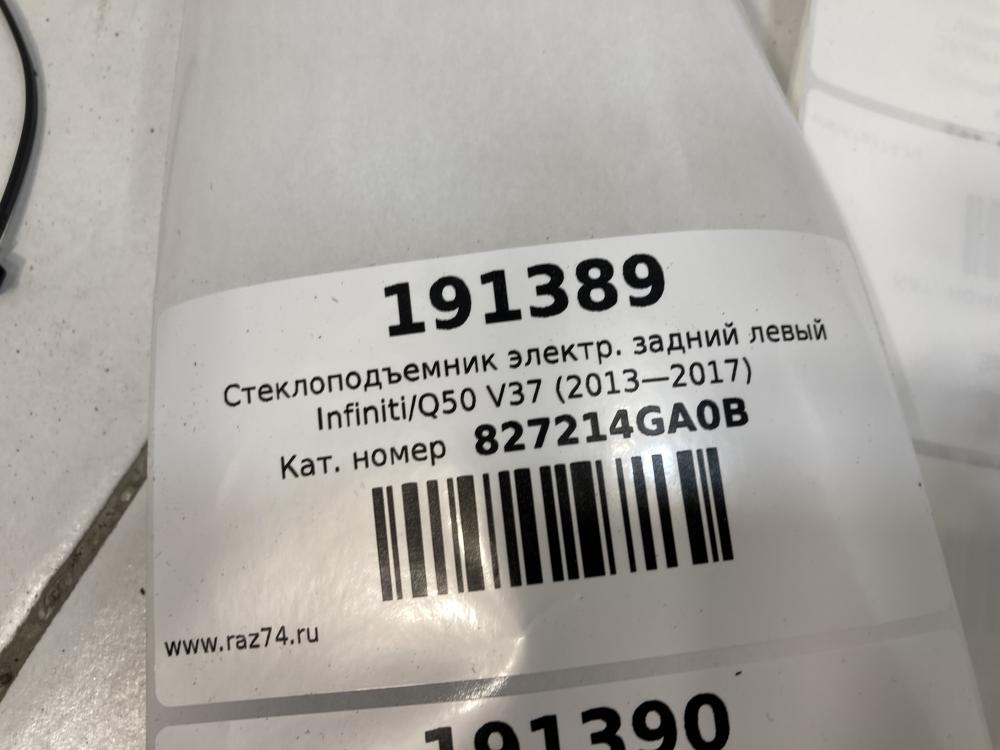 191389
Стеклоподъемник электр. задний левый
Infiniti/Q50 V37 (2013—2017)
Кат. номер 827214GA0B
www.raz74.ru
191390